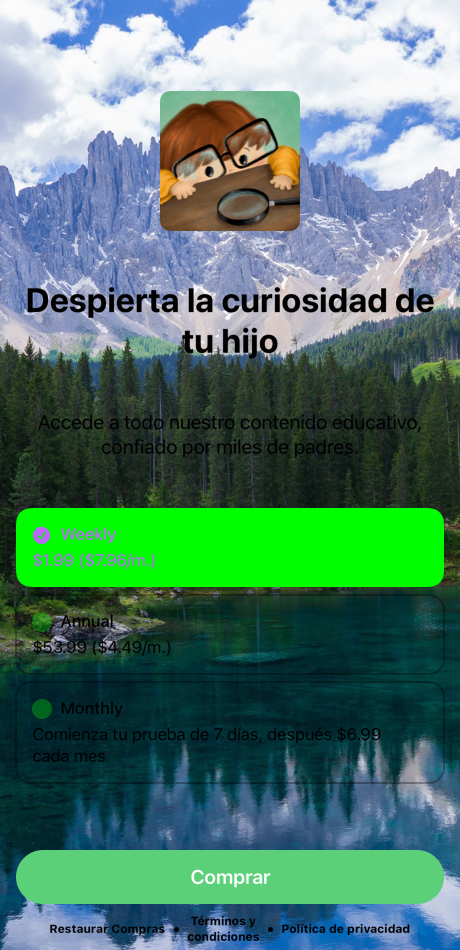 Despierta la curiosidad de
tu hijo
Accede a todo nuestro contenido educativo,
confiado por miles de padres.
Weekly
$1.99 ($7.96/m.)
Annual
$53.99 ($4.49/m.)
Monthly
Comienza tu prueba de 7 días, después $6.99
cada mes
Comprar
Restaurar Compras • Términos y
condiciones • Política de privacidad